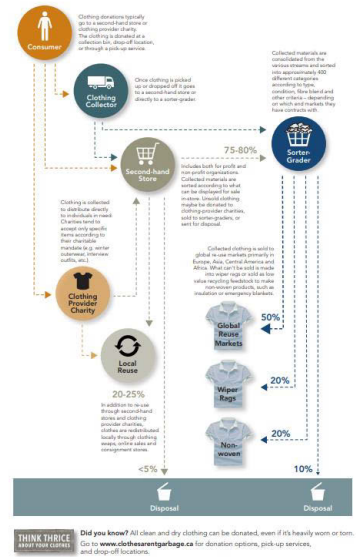 Clothing donations typically
go to a second-hand store or
clothing provider charity.
The clothing is donated at a
collection bin, drop-off location,
or through a pick-up service.
Consumer
Clothing
Collector
Once clothing is picked
up or dropped off it goes
to a second-hand store or
directly to a sorter-grader.
Collected materials are
consolidated from the
various streams and sorted
into approximately 400
different categories
according to type,
condition, fibre blend and
other criteria – depending
on which end markets they
have contracts with.
Sorter-
Grader
75-80%
Second-hand
Store
Includes both for profit and
non-profit organizations.
Collected materials are
sorted according to what
can be displayed for sale
in-store. Unsold clothing
maybe be donated to
clothing-provider charities,
sold to sorter-graders, or
sent for disposal.
Clothing is collected
to distribute directly
to individuals in need
Charities tend to
accept only specific
items according to
their charitable
mandate (e.g. winter
outerwear, interview
outfits, etc.)
Clothing
Provider
Charity
Local
Reuse
20-25%
In addition to re-use
through second-hand
stores and clothing
provider charities,
clothes are redistributed
locally through clothing
swaps, online sales and
consignment stores.
Collected clothing is sold to
global re-use markets primarily in
Europe, Asia, Central America and
Africa. What can't be sold is made
into wiper rags or sold as low
value recycling feedstock to make
non-woven products, such as
insulation or emergency blankets.
50%
Global
Reuse
Markets
20%
Wiper
Rags
20%
Non-
woven
<5%
10%
Disposal
Disposal
THINK THRICE
ABOUT YOUR CLOTHES
Did you know? All clean and dry clothing can be donated, even if it's heavily worn or torn.
Go to www.clothesarentgarbage.ca for donation options, pick-up services,
and drop-off locations.